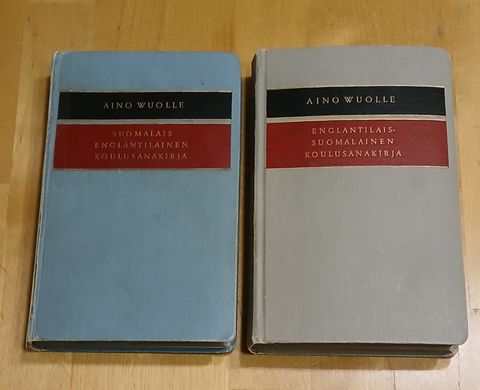 AINO WUOLLE
SUOMALAIS
ENGLANTILAINEN
KOULUSANAKIRJA
AINO WUOLLE
ENGLANTILAIS-
SUOMALAINEN
KOULUSANAKIRJA